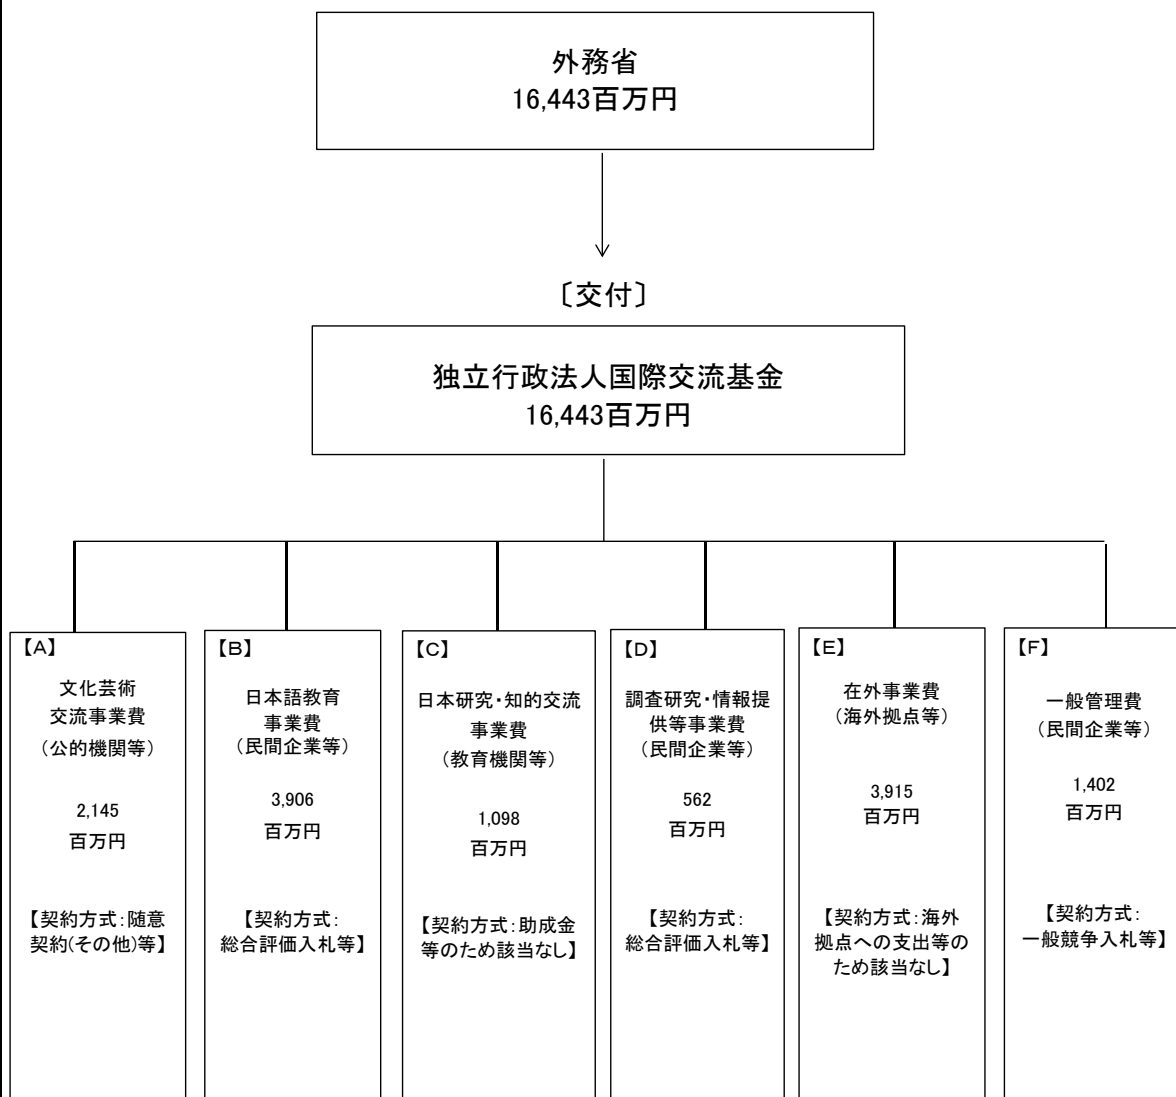 外務省
16,443百万円
〔交付〕
独立行政法人国際交流基金
16,443百万円
【A】
文化芸術
交流事業費
(公的機関等)
2,145
百万円
【契約方式:随意
契約(その他)等】
【B】
日本語教育
事業費
(民間企業等)
3,906
百万円
【契約方式:
総合評価入札等】
【C】
日本研究・知的交流
事業費
(教育機関等)
1,098
百万円
【契約方式:助成金
等のため該当なし】
【D】
調査研究・情報提
供等事業費
(民間企業等)
562
百万円
【契約方式:
総合評価入札等】
【E】
在外事業費
(海外拠点等)
3,915
百万円
【契約方式:海外
拠点への支出等の
ため該当なし】
【F】
一般管理費
(民間企業等)
1,402
百万円
【契約方式:
一般競争入札等】